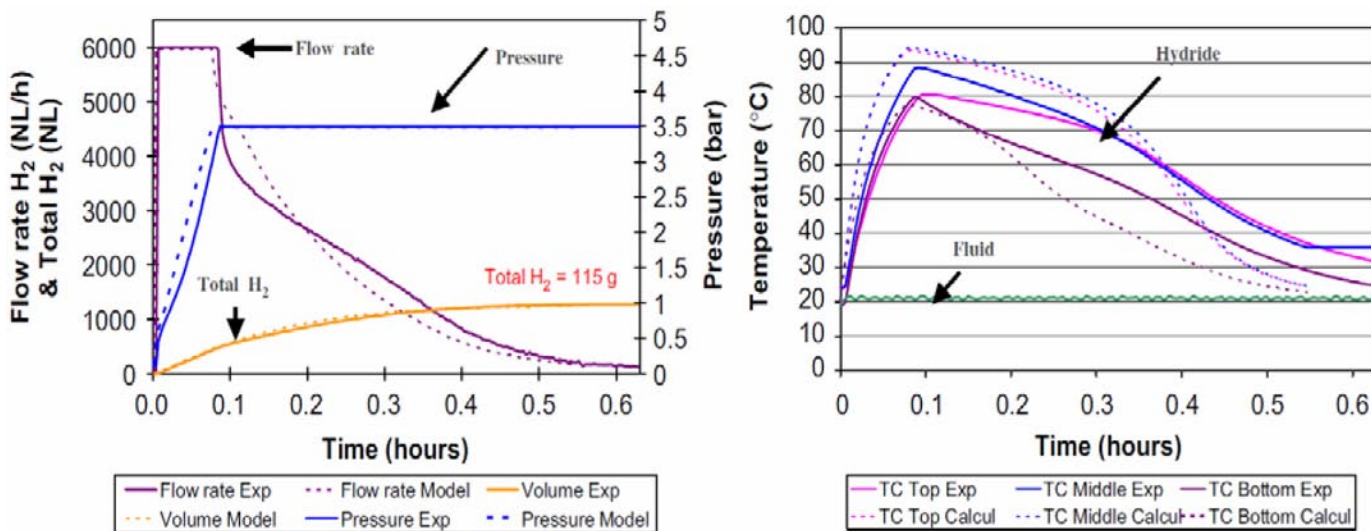 Flow rate H2 (NL/h)
& Total H2 (NL)
6000
5000
4000
3000
2000
1000
0
Flow rate
Pressure
Total H2
Total H2 = 115 g
5
4.5
4
3.5
3
2.5
2
1.5
1
0.5
0
Pressure (bar)
0.0 0.1 0.2 0.3 0.4 0.5 0.6
Time (hours)
Flow rate Exp Flow rate Model Volume Exp
Volume Model Pressure Exp Pressure Model
Tmperature (°C)
100
90
80
70
60
50
40
30
20
10
0
Hydride
Fluid
0 0.1 0.2 0.3 0.4 0.5 0.6
Time (hours)
TC Top Exp TC Middle Exp TC Bottom Exp
TC Top Calcul TC Middle Calcul TC Bottom Calcul